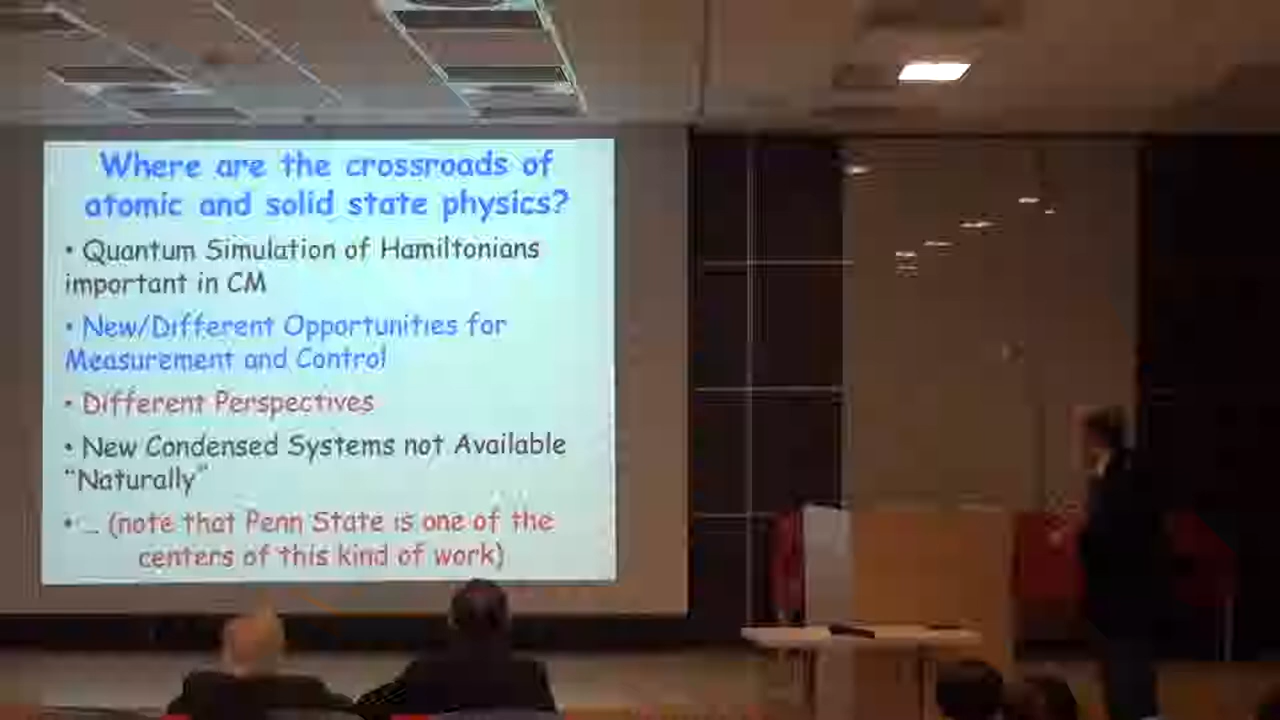 Where are the crossroads of
atomic and solid state physics?
• Quantum Simulation of Hamiltonians
important in CM
• New/Different Opportunities for
Measurement and Control
• Different Perspectives
• New Condensed Systems not Available
"Naturally"
• … (note that Penn State is one of the
centers of this kind of work)